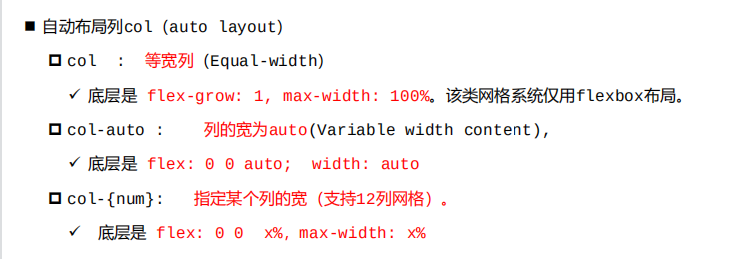 ■ 自动布局列col（auto layout）
col : 等宽列（Equal-width）
✓ 底层是 flex-grow: 1, max-width: 100%。该类网格系统仅用flexbox布局。
col-auto : 列的宽为auto(Variable width content),
✓ 底层是 flex: 0 0 auto; width: auto
col-{num}: 指定某个列的宽（支持12列网格）。
✓ 底层是 flex: 0 0 x%, max-width: x%